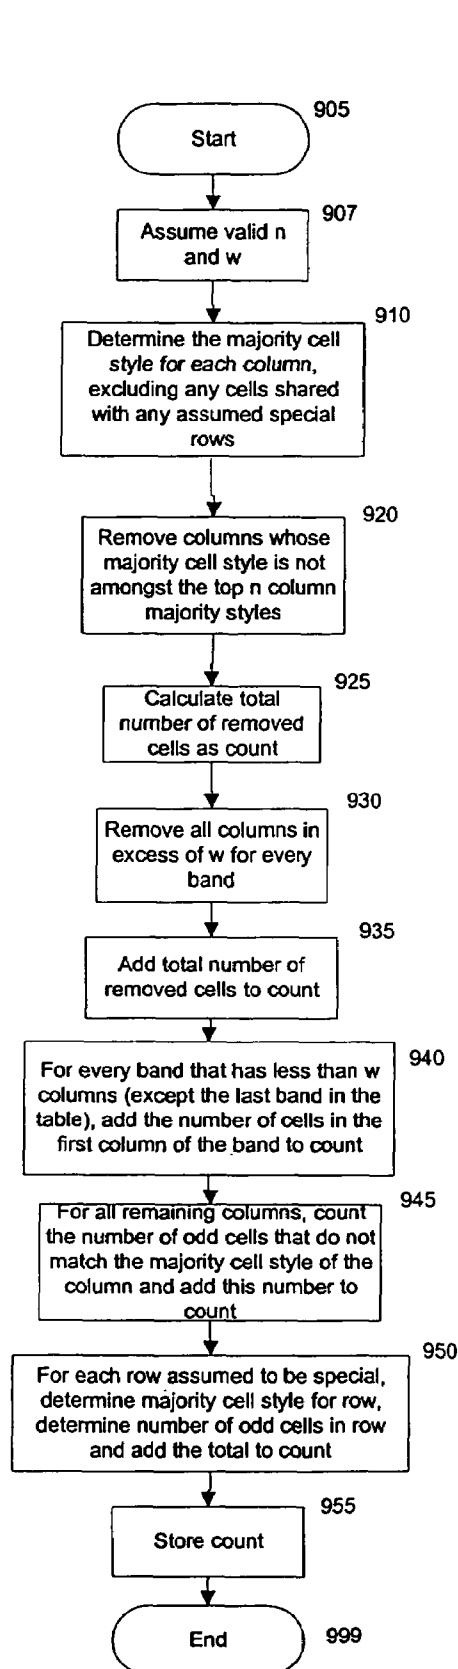 905
Start
907
Assume valid n
and w
910
Determine the majority cell
style for each column,
excluding any cells shared
with any assumed special
rows
920
Remove columns whose
majority cell style is not
amongst the top n column
majority styles
925
Calculate total
number of removed
cells as count
930
Remove all columns in
excess of w for every
band
935
Add total number of
removed cells to count
940
For every band that has less than w
columns (except the last band in the
table), add the number of cells in the
first column of the band to count
945
For all remaining columns, count
the number of odd cells that do not
match the majority cell style of the
column and add this number to
count
950
For each row assumed to be special,
determine majority cell style for row,
determine number of odd cells in row
and add the total to count
955
Store count
End
999